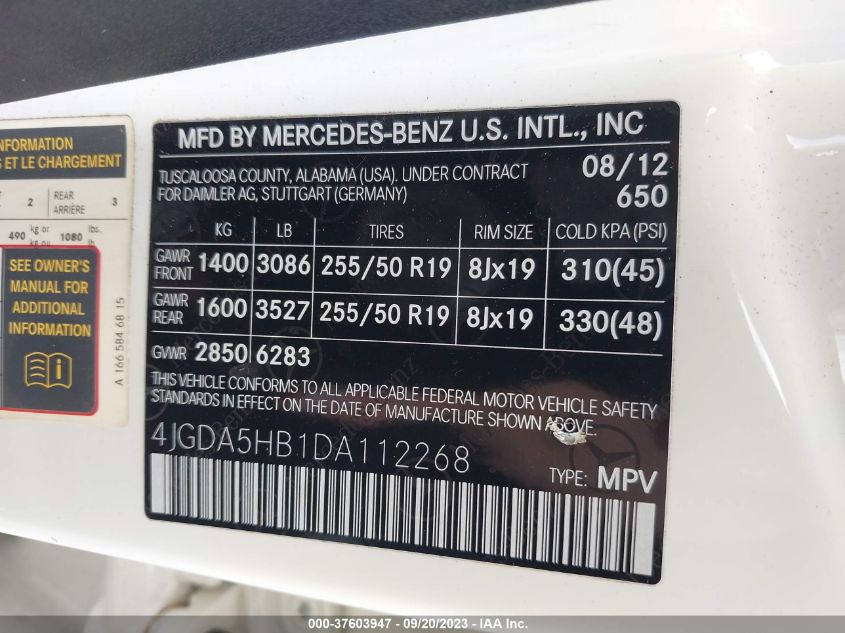 INFORMATION
S ET LE CHARGEMENT
2 REAR ARRIÈRE 3
490 kg or kg ou 1080 lbs. lb
SEE OWNER'S
MANUAL FOR
ADDITIONAL
INFORMATION
A 166 584 68 15
MFD BY MERCEDES-BENZ U.S. INTL., INC
TUSCALOOSA COUNTY, ALABAMA (USA). UNDER CONTRACT
FOR DAIMLER AG, STUTTGART (GERMANY)
08/12
650
KG LB TIRES RIM SIZE COLD KPA(PSI)
GAWR FRONT 1400 3086 255/50 R19 8Jx19 310(45)
GAWR REAR 1600 3527 255/50 R19 8Jx19 330(48)
GVWR 2850 6283
THIS VEHICLE CONFORMS TO ALL APPLICABLE FEDERAL MOTOR VEHICLE SAFETY
STANDARDS IN EFFECT ON THE DATE OF MANUFACTURE SHOWN ABOVE.
4JGDA5HB1DA112268
TYPE: MPV
000-37603947 - 09/20/2023 - IAA Inc.